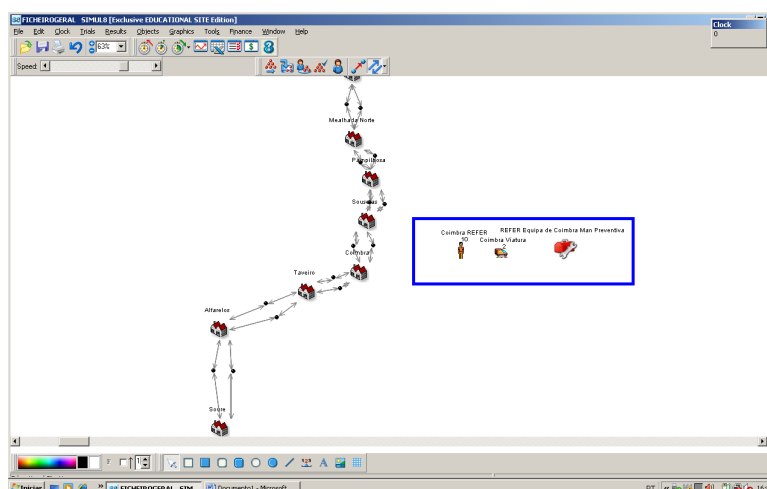 FICHEIROGERAL - SIMUL8 [Exclusive EDUCATIONAL SITE Edition]
Clock
0
File Edit Clock Trials Results Objects Graphics Tools Finance Window Help
63%
Speed:
Mealhada Norte
Pampilhosa
Souselas
Coimbra
Taveiro
Alfarelos
Soure
Coimbra REFER
10
Coimbra Viatura
2
REFER Equipa de Coimbra Man Preventiva
Iniciar
FICHEIROGERAL - SIM...
Documento1 - Microsoft ...
PT